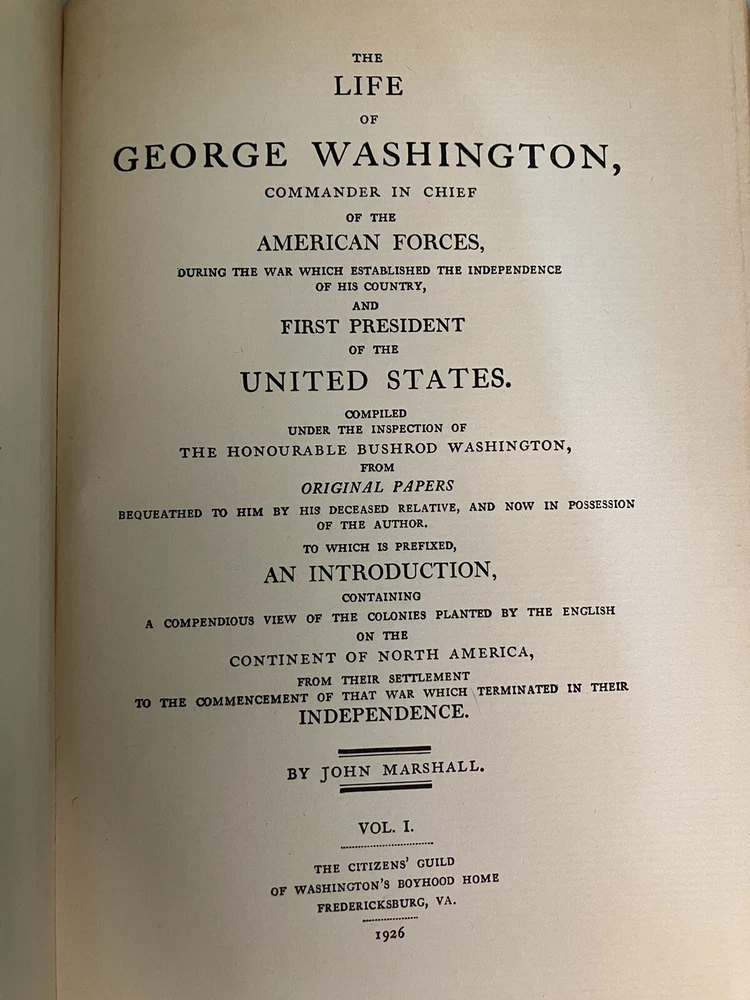 THE
LIFE
OF
GEORGE WASHINGTON,
COMMANDER IN CHIEF
OF THE
AMERICAN FORCES,
DURING THE WAR WHICH ESTABLISHED THE INDEPENDENCE
OF HIS COUNTRY,
AND
FIRST PRESIDENT
OF THE
UNITED STATES.
COMPILED
UNDER THE INSPECTION OF
THE HONOURABLE BUSHROD WASHINGTON,
FROM
ORIGINAL PAPERS
BEQUEATHED TO HIM BY HIS DECEASED RELATIVE, AND NOW IN POSSESSION
OF THE AUTHOR.
TO WHICH IS PREFIXED,
AN INTRODUCTION,
CONTAINING
A COMPENDIOUS VIEW OF THE COLONIES PLANTED BY THE ENGLISH
ON THE
CONTINENT OF NORTH AMERICA,
FROM THEIR SETTLEMENT
TO THE COMMENCEMENT OF THAT WAR WHICH TERMINATED IN THEIR
INDEPENDENCE.
BY JOHN MARSHALL.
VOL. I.
THE CITIZENS' GUILD
OF WASHINGTON'S BOYHOOD HOME
FREDERICKSBURG, VA.
1926